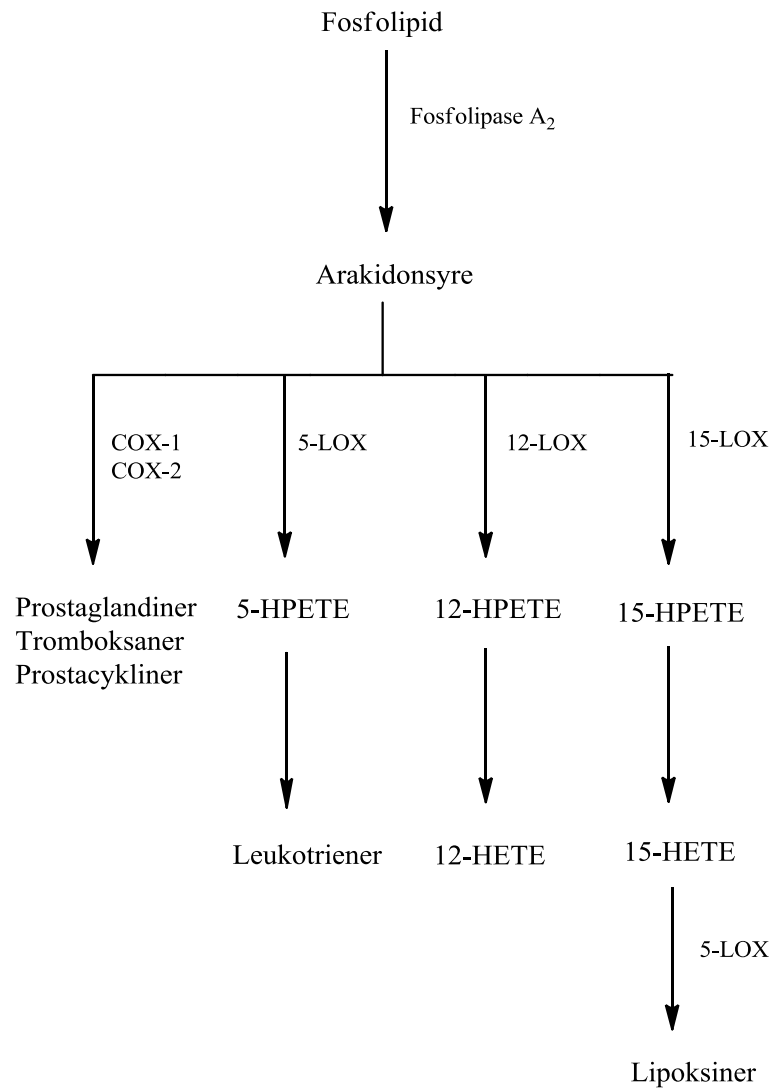 Fosfolipid
Fosfolipase A₂
Arakidonsyre
COX-1
COX-2
5-LOX
12-LOX
15-LOX
Prostaglandiner
Tromboksaner
Prostacykliner
5-HPETE
12-HPETE
15-HPETE
Leukotriener
12-HETE
15-HETE
5-LOX
Lipoksiner